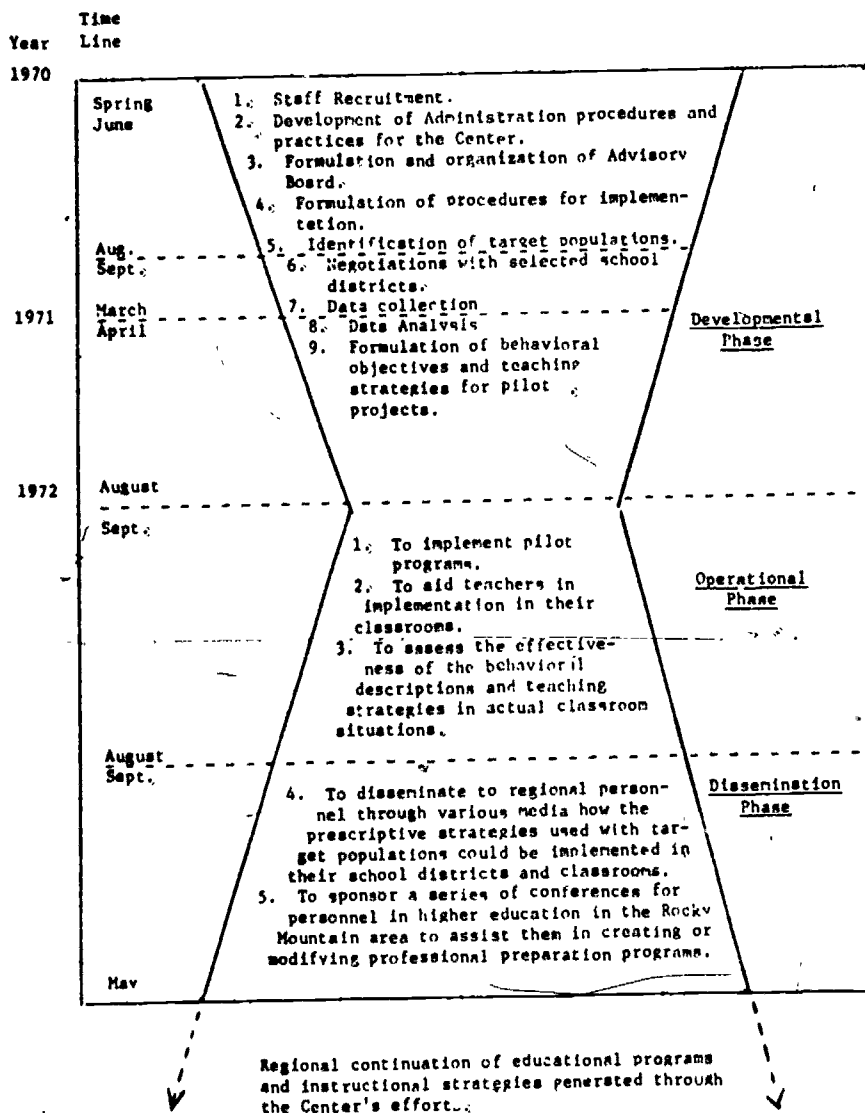 Time
Year Line
1970
Spring
June
1. Staff Recruitment.
2. Development of Administration procedures and
practices for the Center.
3. Formulation and organization of Advisory
Board.
4. Formulation of procedures for implemen-
tetion.
5. Identification of target populations.
Aug.
Sept.
6. Negotiations with selected school
districts.
7. Data collection
1971
March
April
8. Data Analysis
9. Formulation of behavioral
objectives and teaching
strategies for pilot
projects.
Developmental
Phase
1972 August
Sept.
1. To implement pilot
programs.
2. To aid teachers in
implementation in their
classrooms.
3. To assess the effective-
ness of the behavioril
descriptions and teaching
strategies in actual classroom
situations.
Operational
Phase
August
Sept.
Dissemination
Phase
4. To disseminate to regional person-
nel through various media how the
prescriptive strategies used with tar-
get populations could be implemented in
their school districts and classrooms.
5. To sponsor a series of conferences for
personnel in higher education in the Rocky
Mountain area to assist them in creating or
modifying professional preparation programs.
May
Regional continuation of educational programs
and instructional strategies generated through
the Center's effort.